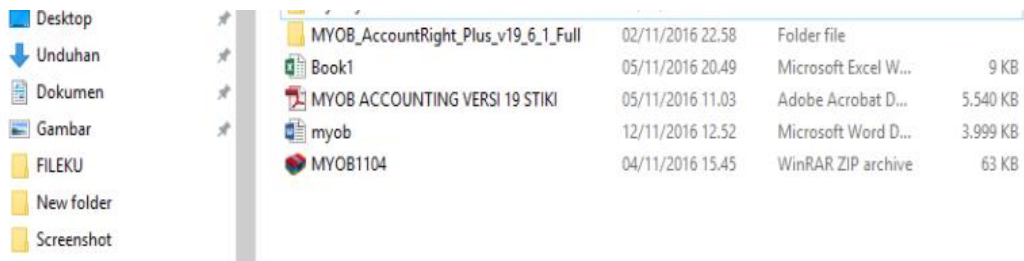 Desktop
Unduhan
Dokumen
Gambar
FILEKU
New folder
Screenshot
MYOB_AccountRight_Plus_v19_6_1_Full 02/11/2016 22.58 Folder file
Book1 05/11/2016 20.49 Microsoft Excel W... 9 KB
MYOB ACCOUNTING VERSI 19 STIKI 05/11/2016 11.03 Adobe Acrobat D... 5.540 KB
myob 12/11/2016 12.52 Microsoft Word D... 3.999 KB
MYOB1104 04/11/2016 15.45 WinRAR ZIP archive 63 KB